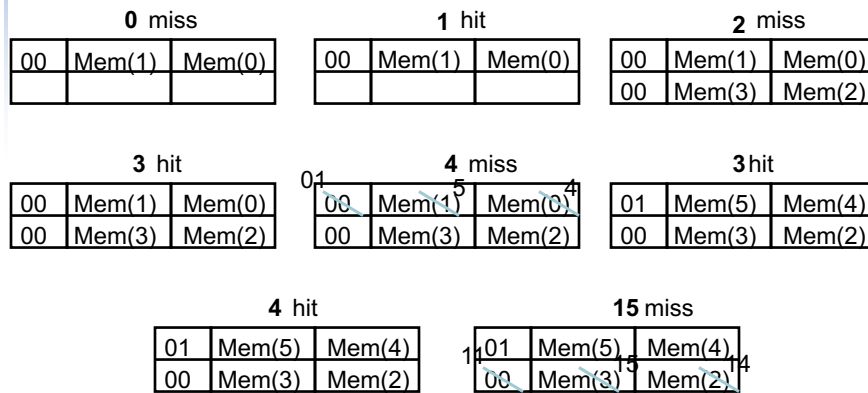 0 miss
00 Mem(1) Mem(0)
1 hit
00 Mem(1) Mem(0)
2 miss
00 Mem(1) Mem(0)
00 Mem(3) Mem(2)
3 hit
00 Mem(1) Mem(0)
00 Mem(3) Mem(2)
4 miss
01 5 4
00 Mem(1) Mem(0)
00 Mem(3) Mem(2)
3 hit
01 Mem(5) Mem(4)
00 Mem(3) Mem(2)
4 hit
01 Mem(5) Mem(4)
00 Mem(3) Mem(2)
15 miss
01 Mem(5) Mem(4)
11 15 14
00 Mem(3) Mem(2)